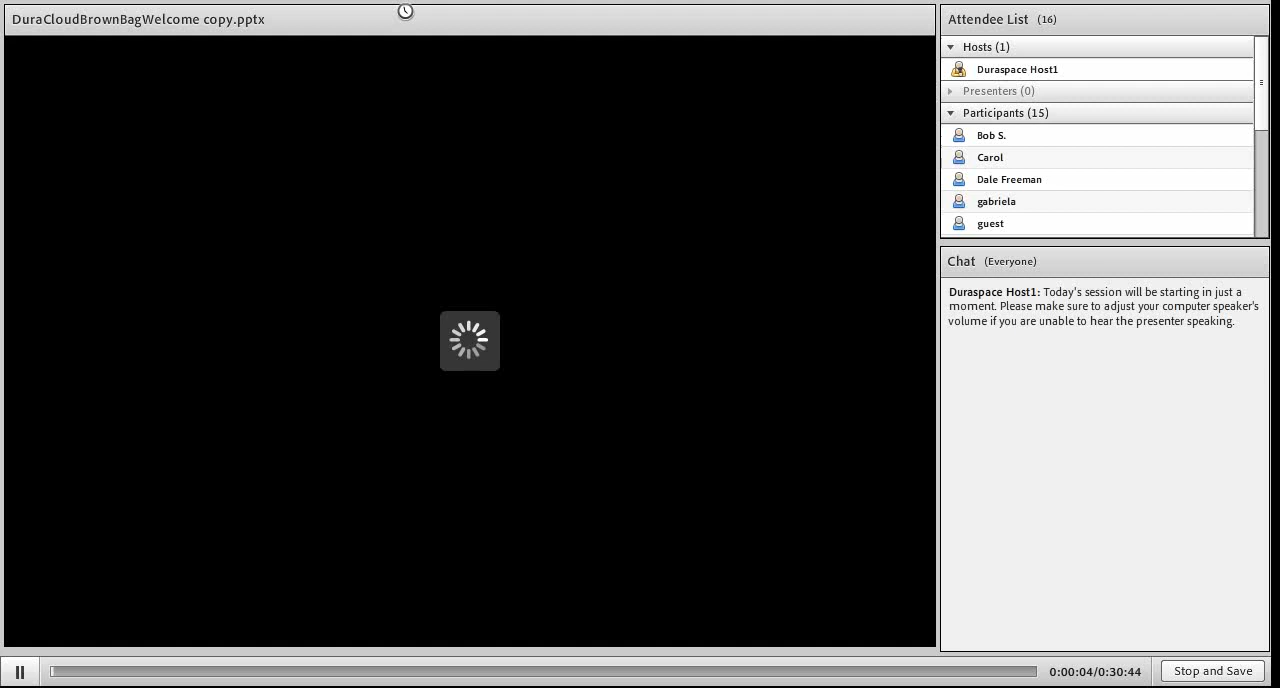 DuraCloudBrownBagWelcome copy.pptx
Attendee List (16)
Hosts (1)
Duraspace Host1
Presenters (0)
Participants (15)
Bob S.
Carol
Dale Freeman
gabriela
guest
Chat (Everyone)
Duraspace Host1: Today's session will be starting in just a
moment. Please make sure to adjust your computer speaker's
volume if you are unable to hear the presenter speaking.
0:00:04/0:30:44
Stop and Save